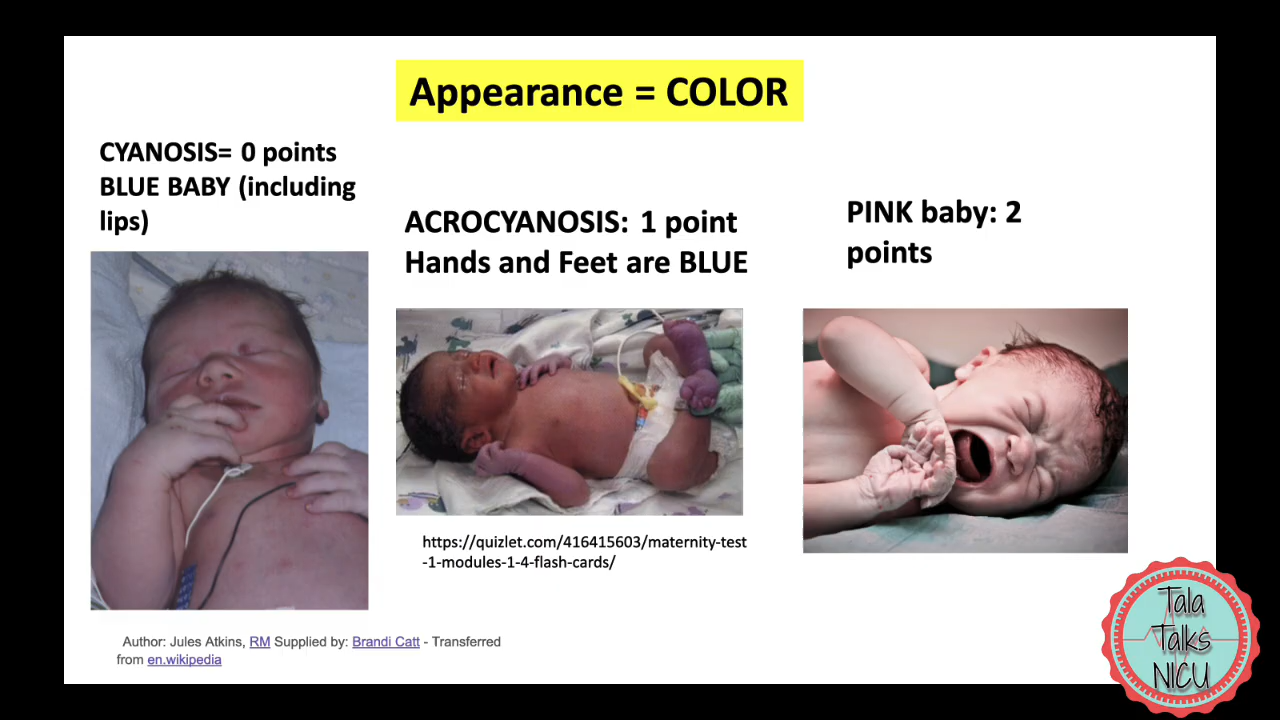 Appearance = COLOR
CYANOSIS= 0 points
BLUE BABY (including
lips)
ACROCYANOSIS: 1 point
Hands and Feet are BLUE
PINK baby: 2
points
https://quizlet.com/416415603/maternity-test
-1-modules-1-4-flash-cards/
Author: Jules Atkins, RM Supplied by: Brandi Catt - Transferred
from en.wikipedia
Tala
Talks
NICU